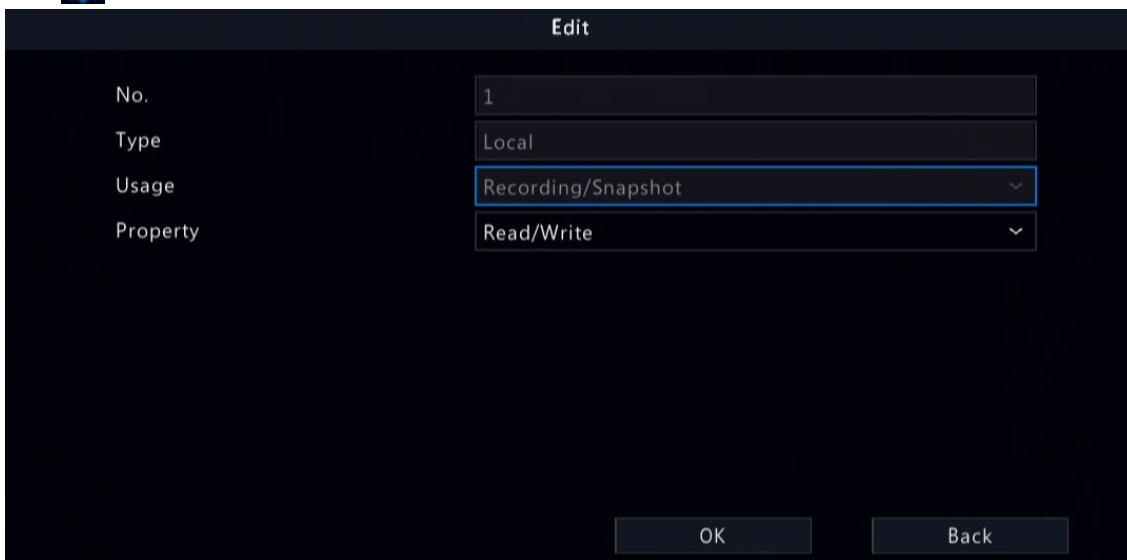 Edit
No. 1
Type Local
Usage Recording/Snapshot
Property Read/Write
OK Back